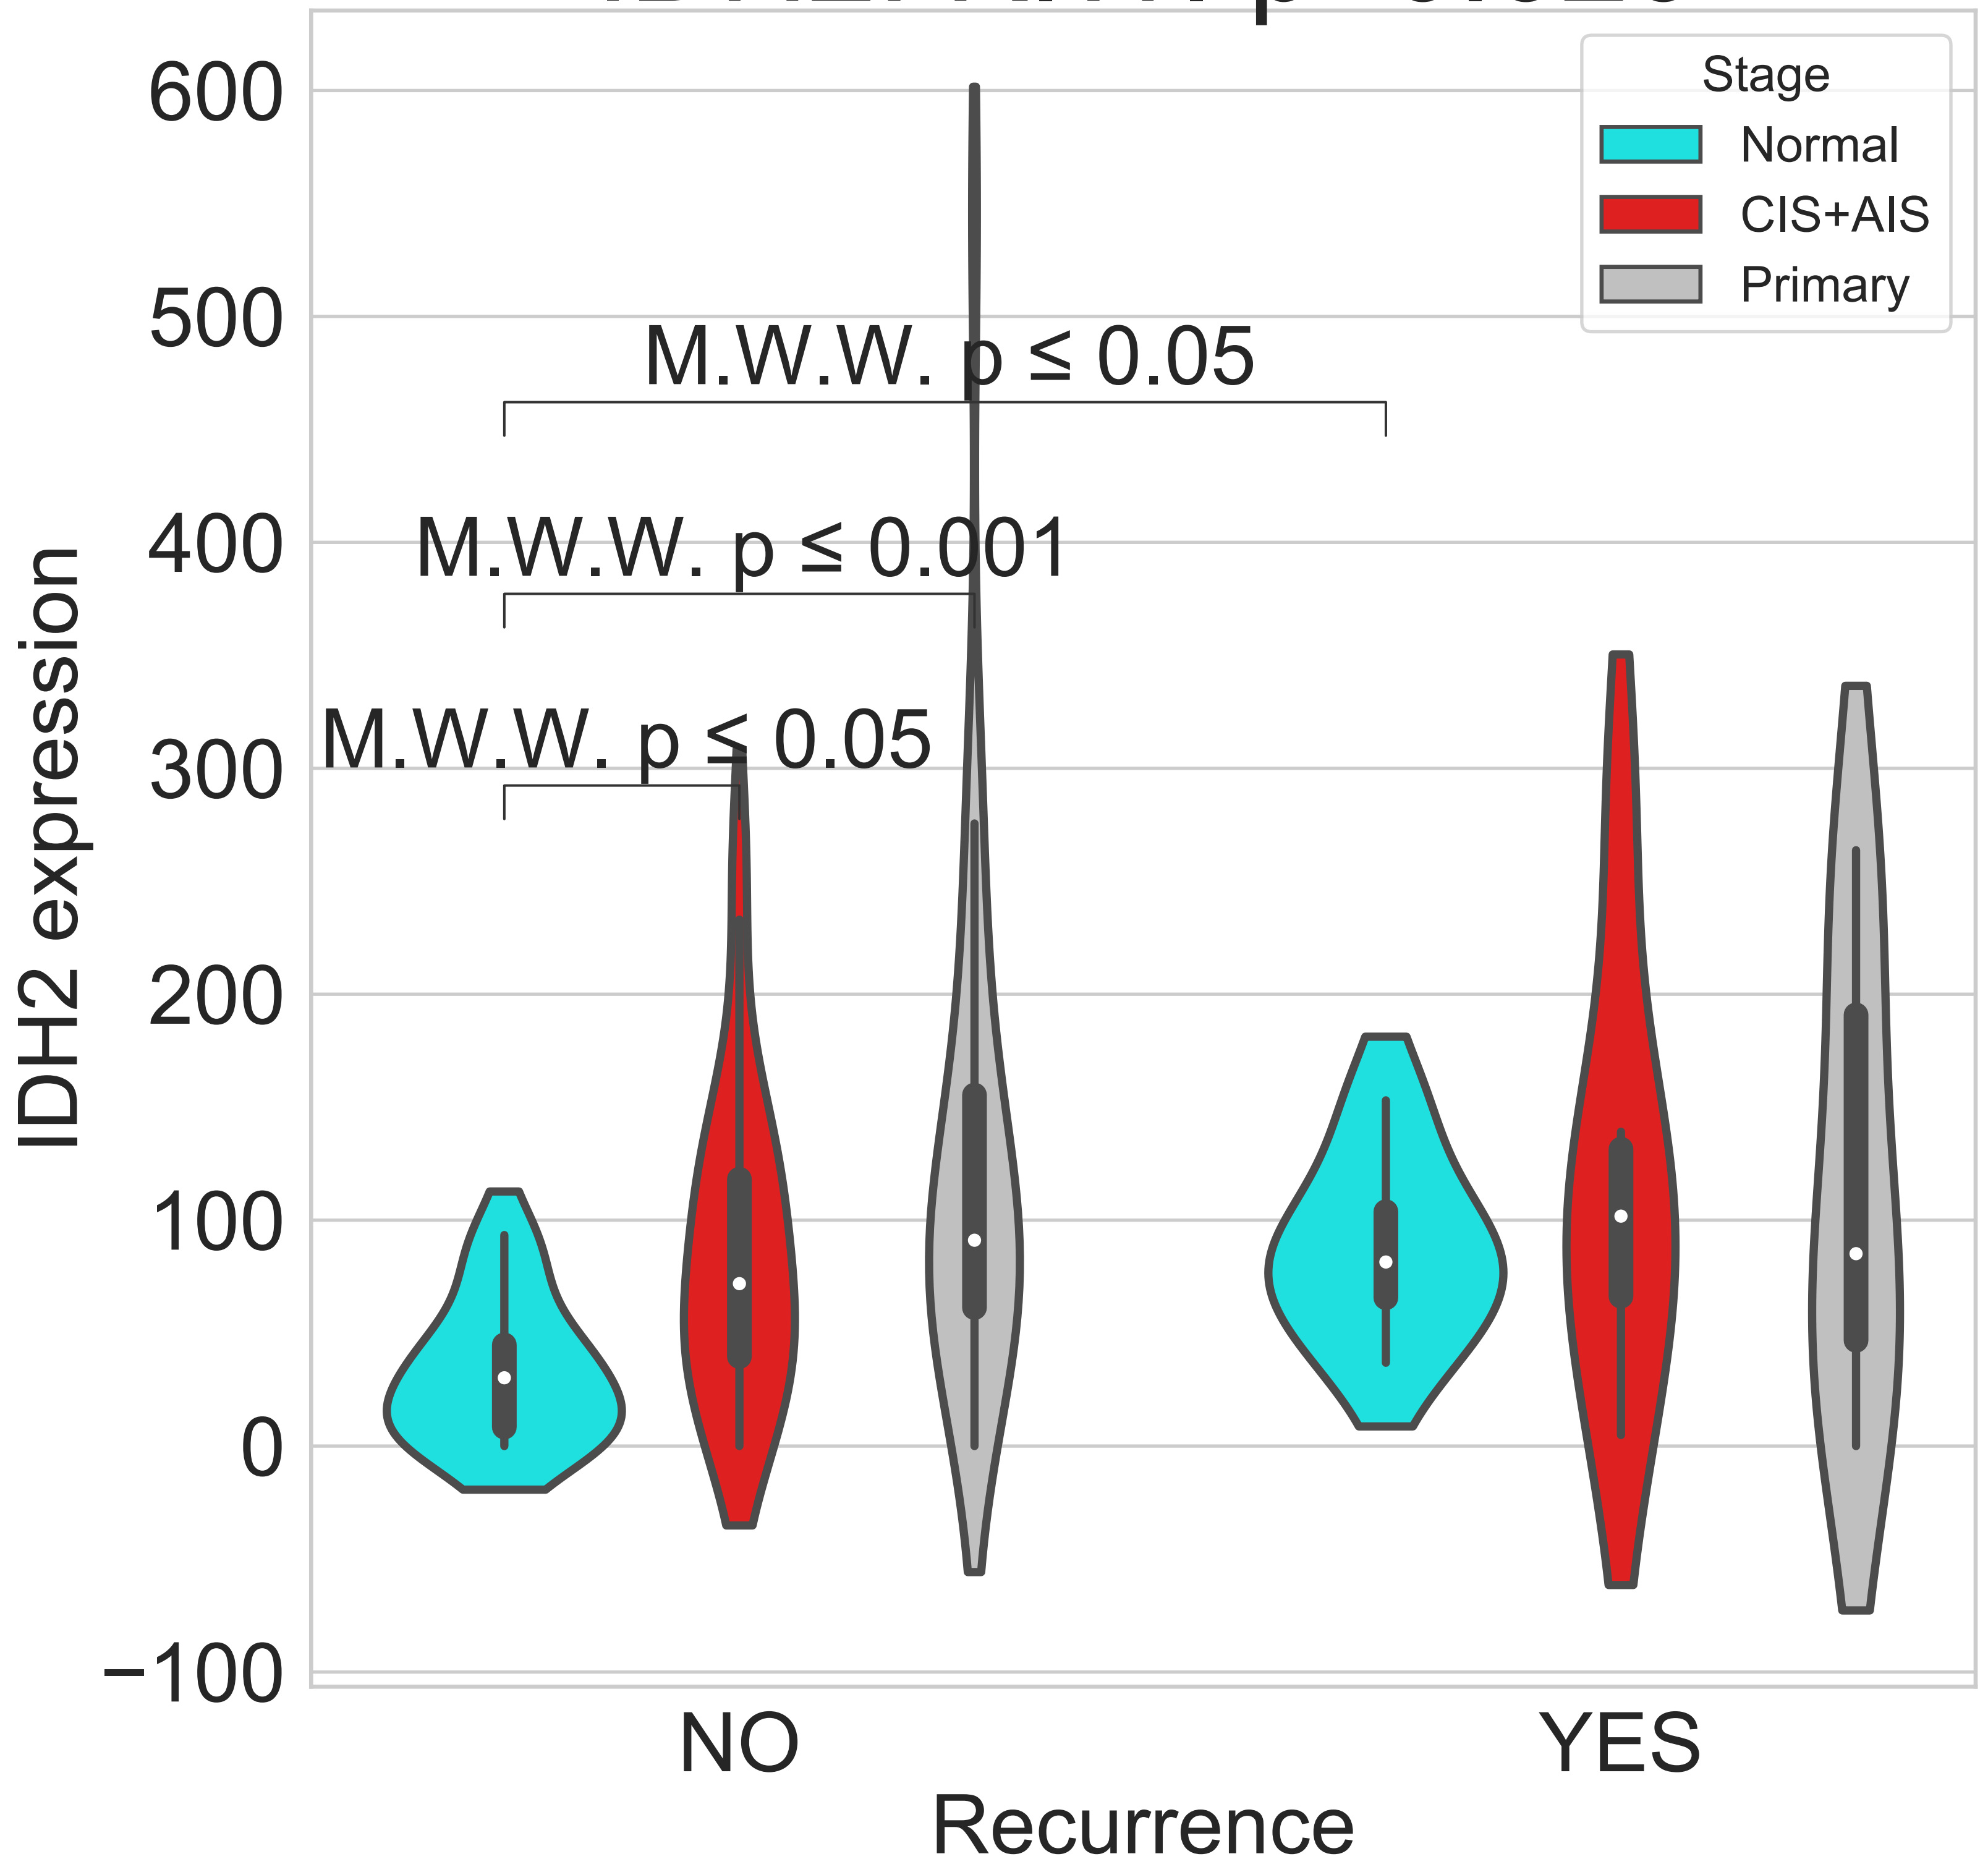 Stage
Normal
CIS+AIS
Primary
600
500
400
300
200
100
0
−100
IDH2 expression
M.W.W. p ≤ 0.05
M.W.W. p ≤ 0.001
M.W.W. p ≤ 0.05
NO
YES
Recurrence